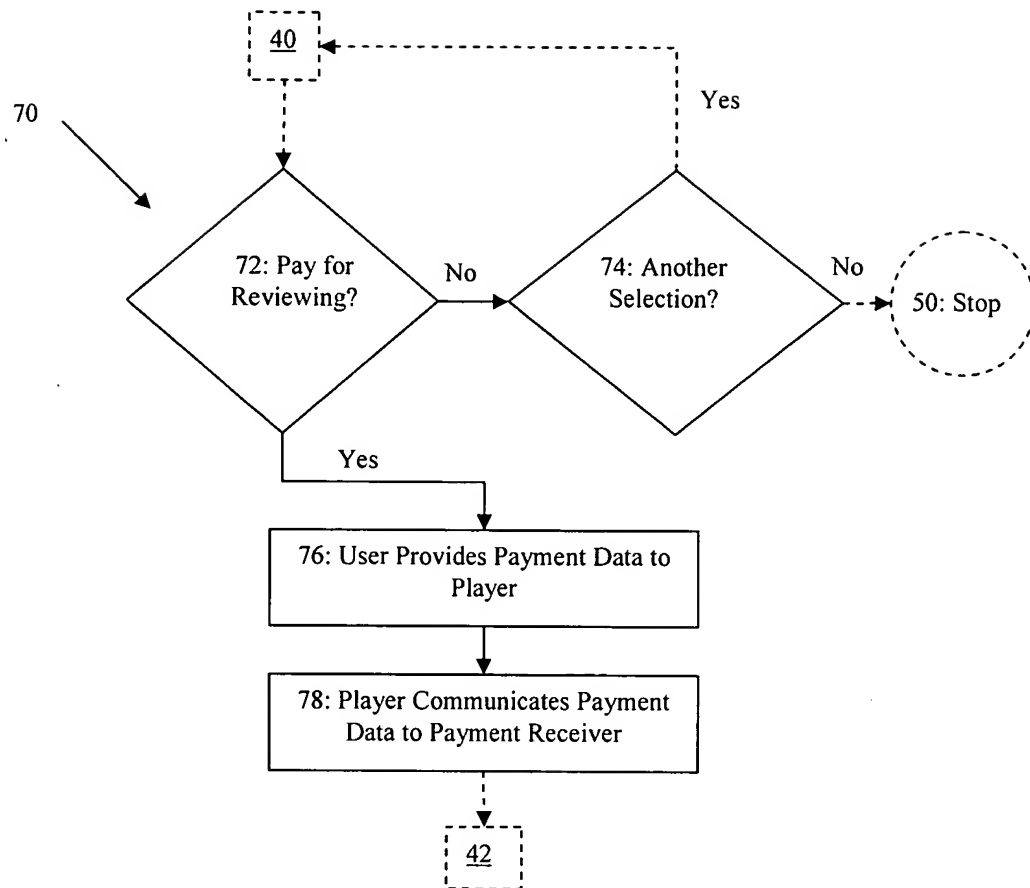 40
Yes
70
72: Pay for
Reviewing?
No
74: Another
Selection?
No
50: Stop
Yes
76: User Provides Payment Data to
Player
78: Player Communicates Payment
Data to Payment Receiver
42